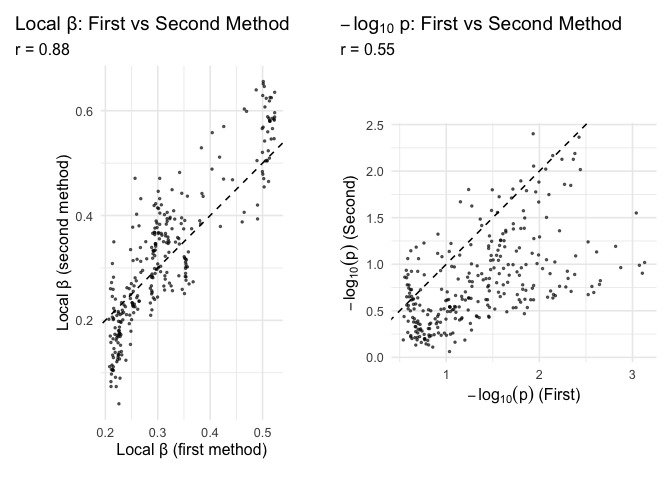 Local β: First vs Second Method
r = 0.88
0.6
0.4
0.2
Local β (second method)
0.2 0.3 0.4 0.5
Local β (first method)
−log₁₀ p: First vs Second Method
r = 0.55
2.5
2.0
1.5
1.0
0.5
0.0
−log₁₀(p) (Second)
1 2 3
−log₁₀(p) (First)